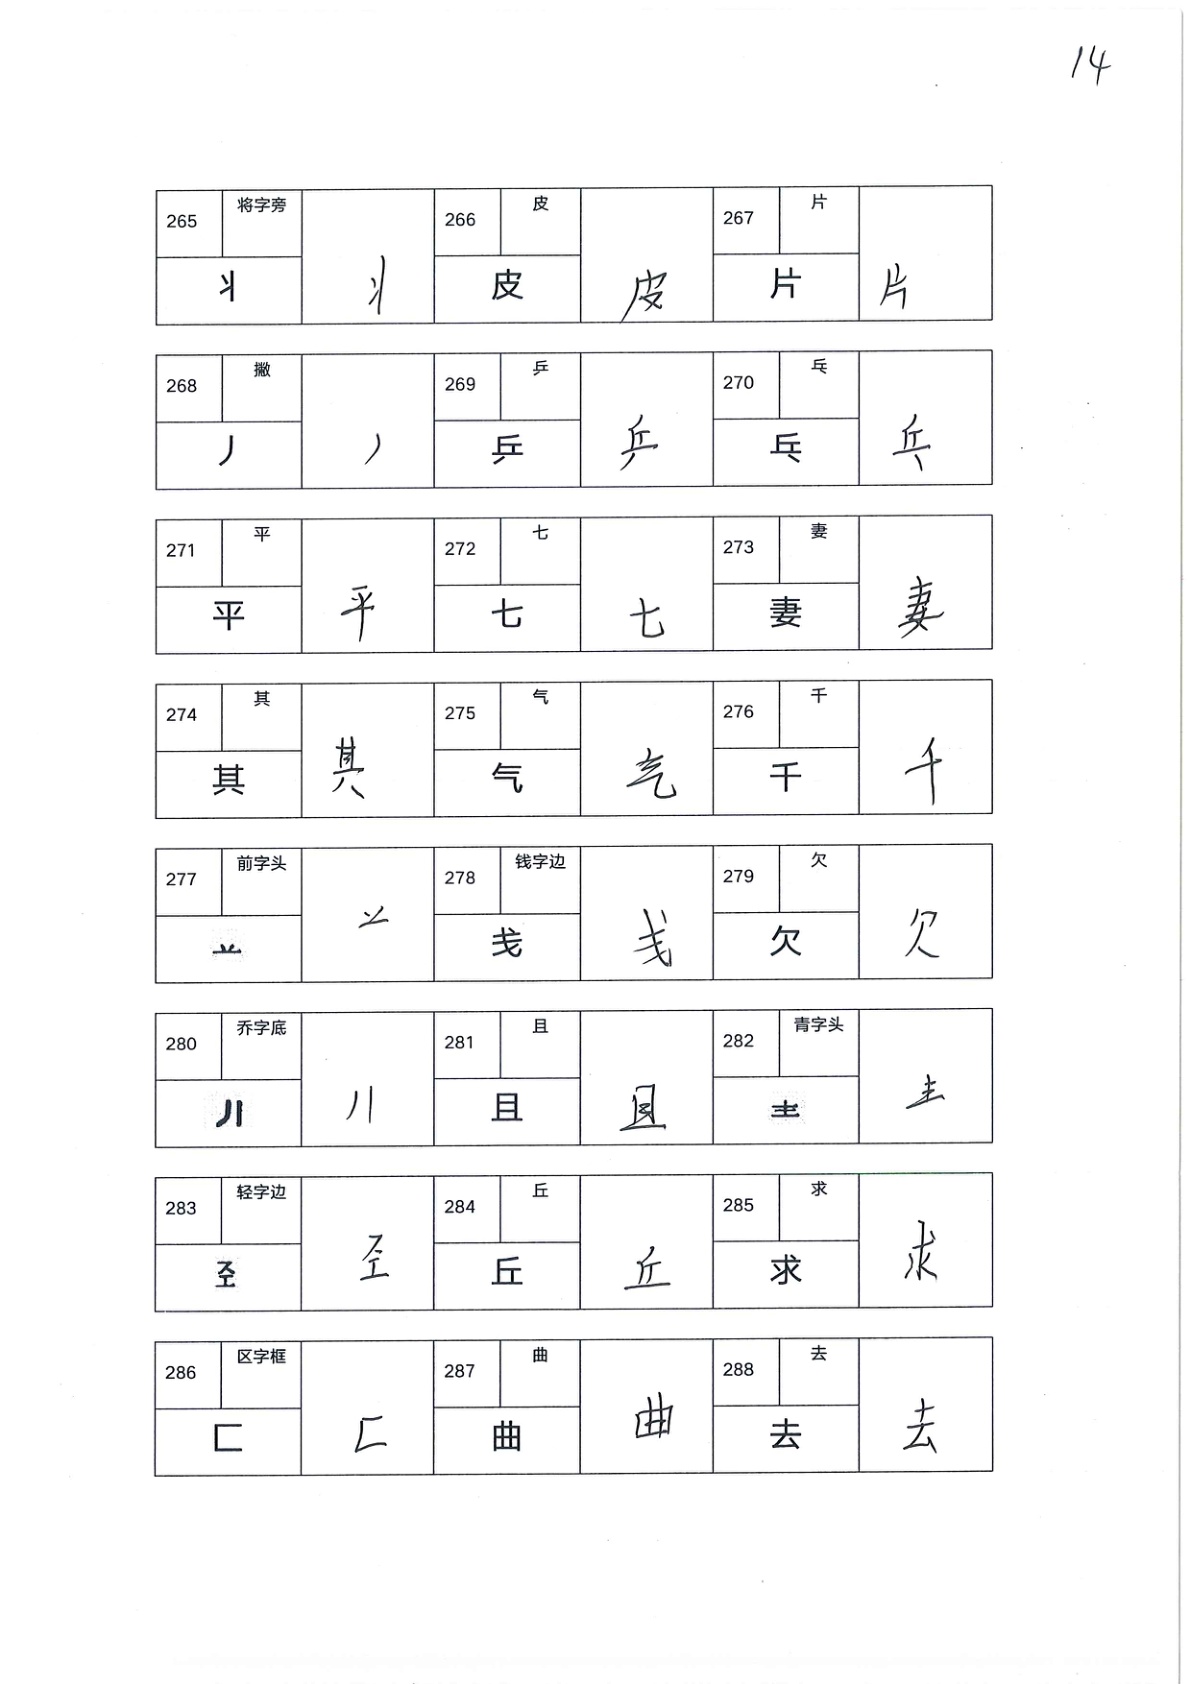 14
265 将字旁 266 皮 267 片
丬 丬 皮 皮 片 片
268 撇 269 乒 270 乓
丿 丿 乒 乒 乓 乓
271 平 272 七 273 妻
平 平 七 七 妻 妻
274 其 275 气 276 千
其 其 气 气 千 千
277 前字头 278 钱字边 279 欠
䒑 䒑 戋 戋 欠 欠
280 乔字底 281 且 282 青字头
丿丨 丿丨 且 且 龶 龶
283 轻字边 284 丘 285 求
𢀖 𢀖 丘 丘 求 求
286 区字框 287 曲 288 去
匚 匚 曲 曲 去 去